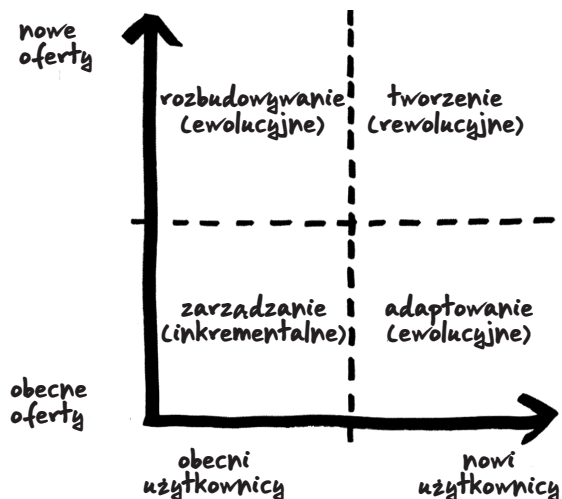 nowe
oferty
rozbudowywanie
(ewolucyjne)
tworzenie
(rewolucyjne)
zarządzanie
(inkrementalne)
adaptowanie
(ewolucyjne)
obecne
oferty
obecni
użytkownicy
nowi
użytkownicy